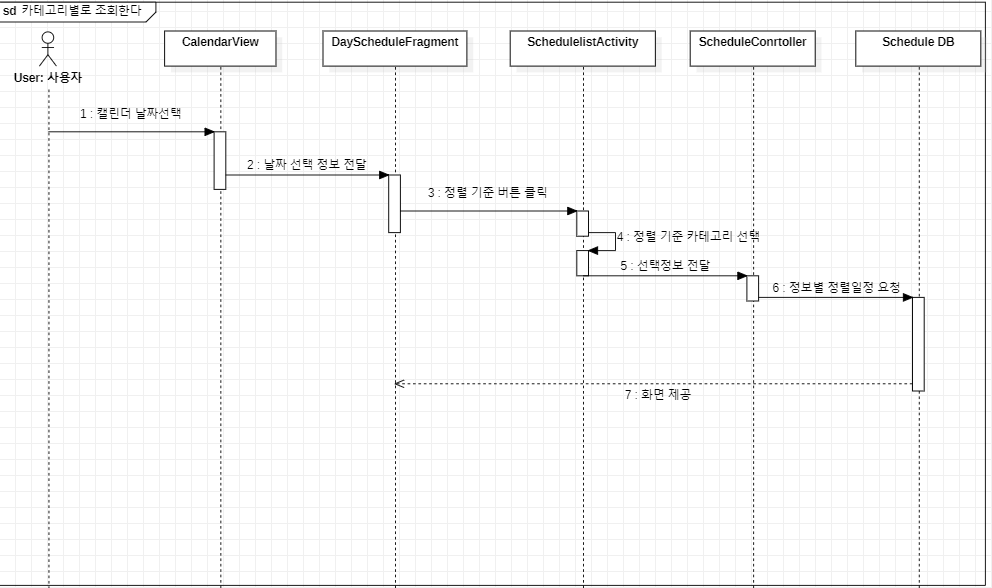 sd 카테고리별로 조회한다
User: 사용자
CalendarView
DayScheduleFragment
SchedulelistActivity
ScheduleConrtoller
Schedule DB
1 : 캘린더 날짜선택
2 : 날짜 선택 정보 전달
3 : 정렬 기준 버튼 클릭
4 : 정렬 기준 카테고리 선택
5 : 선택정보 전달
6 : 정보별 정렬일정 요청
7 : 화면 제공